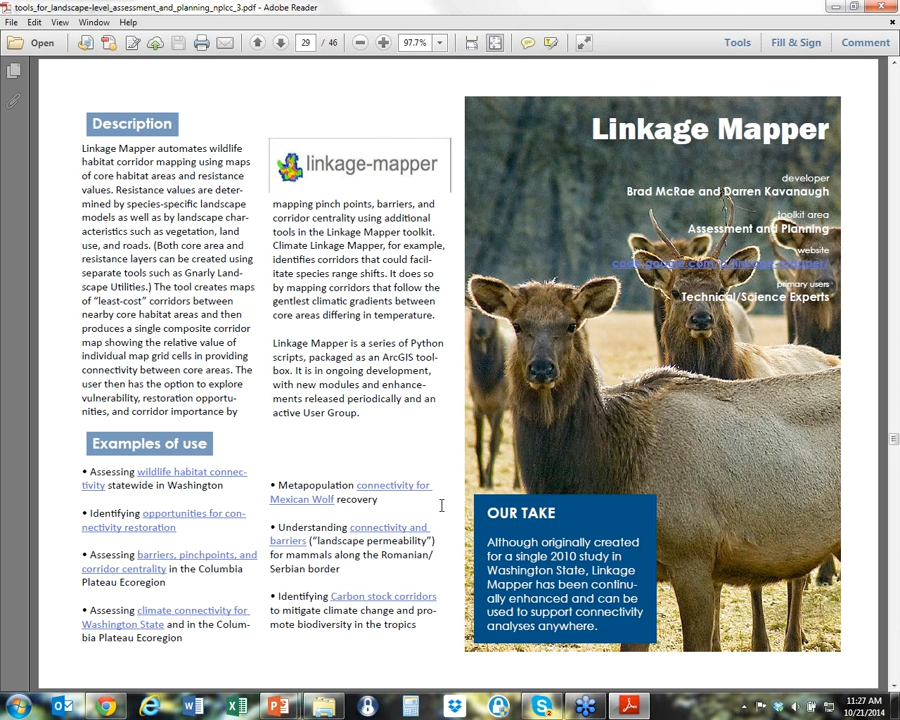 tools_for_landscape-level_assessment_and_planning_nplcc_3.pdf - Adobe Reader
File Edit View Window Help
Open 29 / 46 97.7% Tools Fill & Sign Comment
Description
Linkage Mapper automates wildlife
habitat corridor mapping using maps
of core habitat areas and resistance
values. Resistance values are deter-
mined by species-specific landscape
models as well as by landscape char-
acteristics such as vegetation, land
use, and roads. (Both core area and
resistance layers can be created using
separate tools such as Gnarly Land-
scape Utilities.) The tool creates maps
of “least-cost” corridors between
nearby core habitat areas and then
produces a single composite corridor
map showing the relative value of
individual map grid cells in providing
connectivity between core areas. The
user then has the option to explore
vulnerability, restoration opportu-
nities, and corridor importance by
linkage-mapper
mapping pinch points, barriers, and
corridor centrality using additional
tools in the Linkage Mapper toolkit.
Climate Linkage Mapper, for example,
identifies corridors that could facil-
itate species range shifts. It does so
by mapping corridors that follow the
gentlest climatic gradients between
core areas differing in temperature.
Linkage Mapper is a series of Python
scripts, packaged as an ArcGIS tool-
box. It is in ongoing development,
with new modules and enhance-
ments released periodically and an
active User Group.
Examples of use
• Assessing wildlife habitat connec-
tivity statewide in Washington
• Identifying opportunities for con-
nectivity restoration
• Assessing barriers, pinchpoints, and
corridor centrality in the Columbia
Plateau Ecoregion
• Assessing climate connectivity for
Washington State and in the Colum-
bia Plateau Ecoregion
• Metapopulation connectivity for
Mexican Wolf recovery
• Understanding connectivity and
barriers (“landscape permeability”)
for mammals along the Romanian/
Serbian border
• Identifying Carbon stock corridors
to mitigate climate change and pro-
mote biodiversity in the tropics
Linkage Mapper
developer
Brad McRae and Darren Kavanaugh
toolkit area
Assessment and Planning
website
code.google.com/p/linkage-mapper/
primary users
Technical/Science Experts
OUR TAKE
Although originally created
for a single 2010 study in
Washington State, Linkage
Mapper has been continu-
ally enhanced and can be
used to support connectivity
analyses anywhere.
11:27 AM
10/21/2014